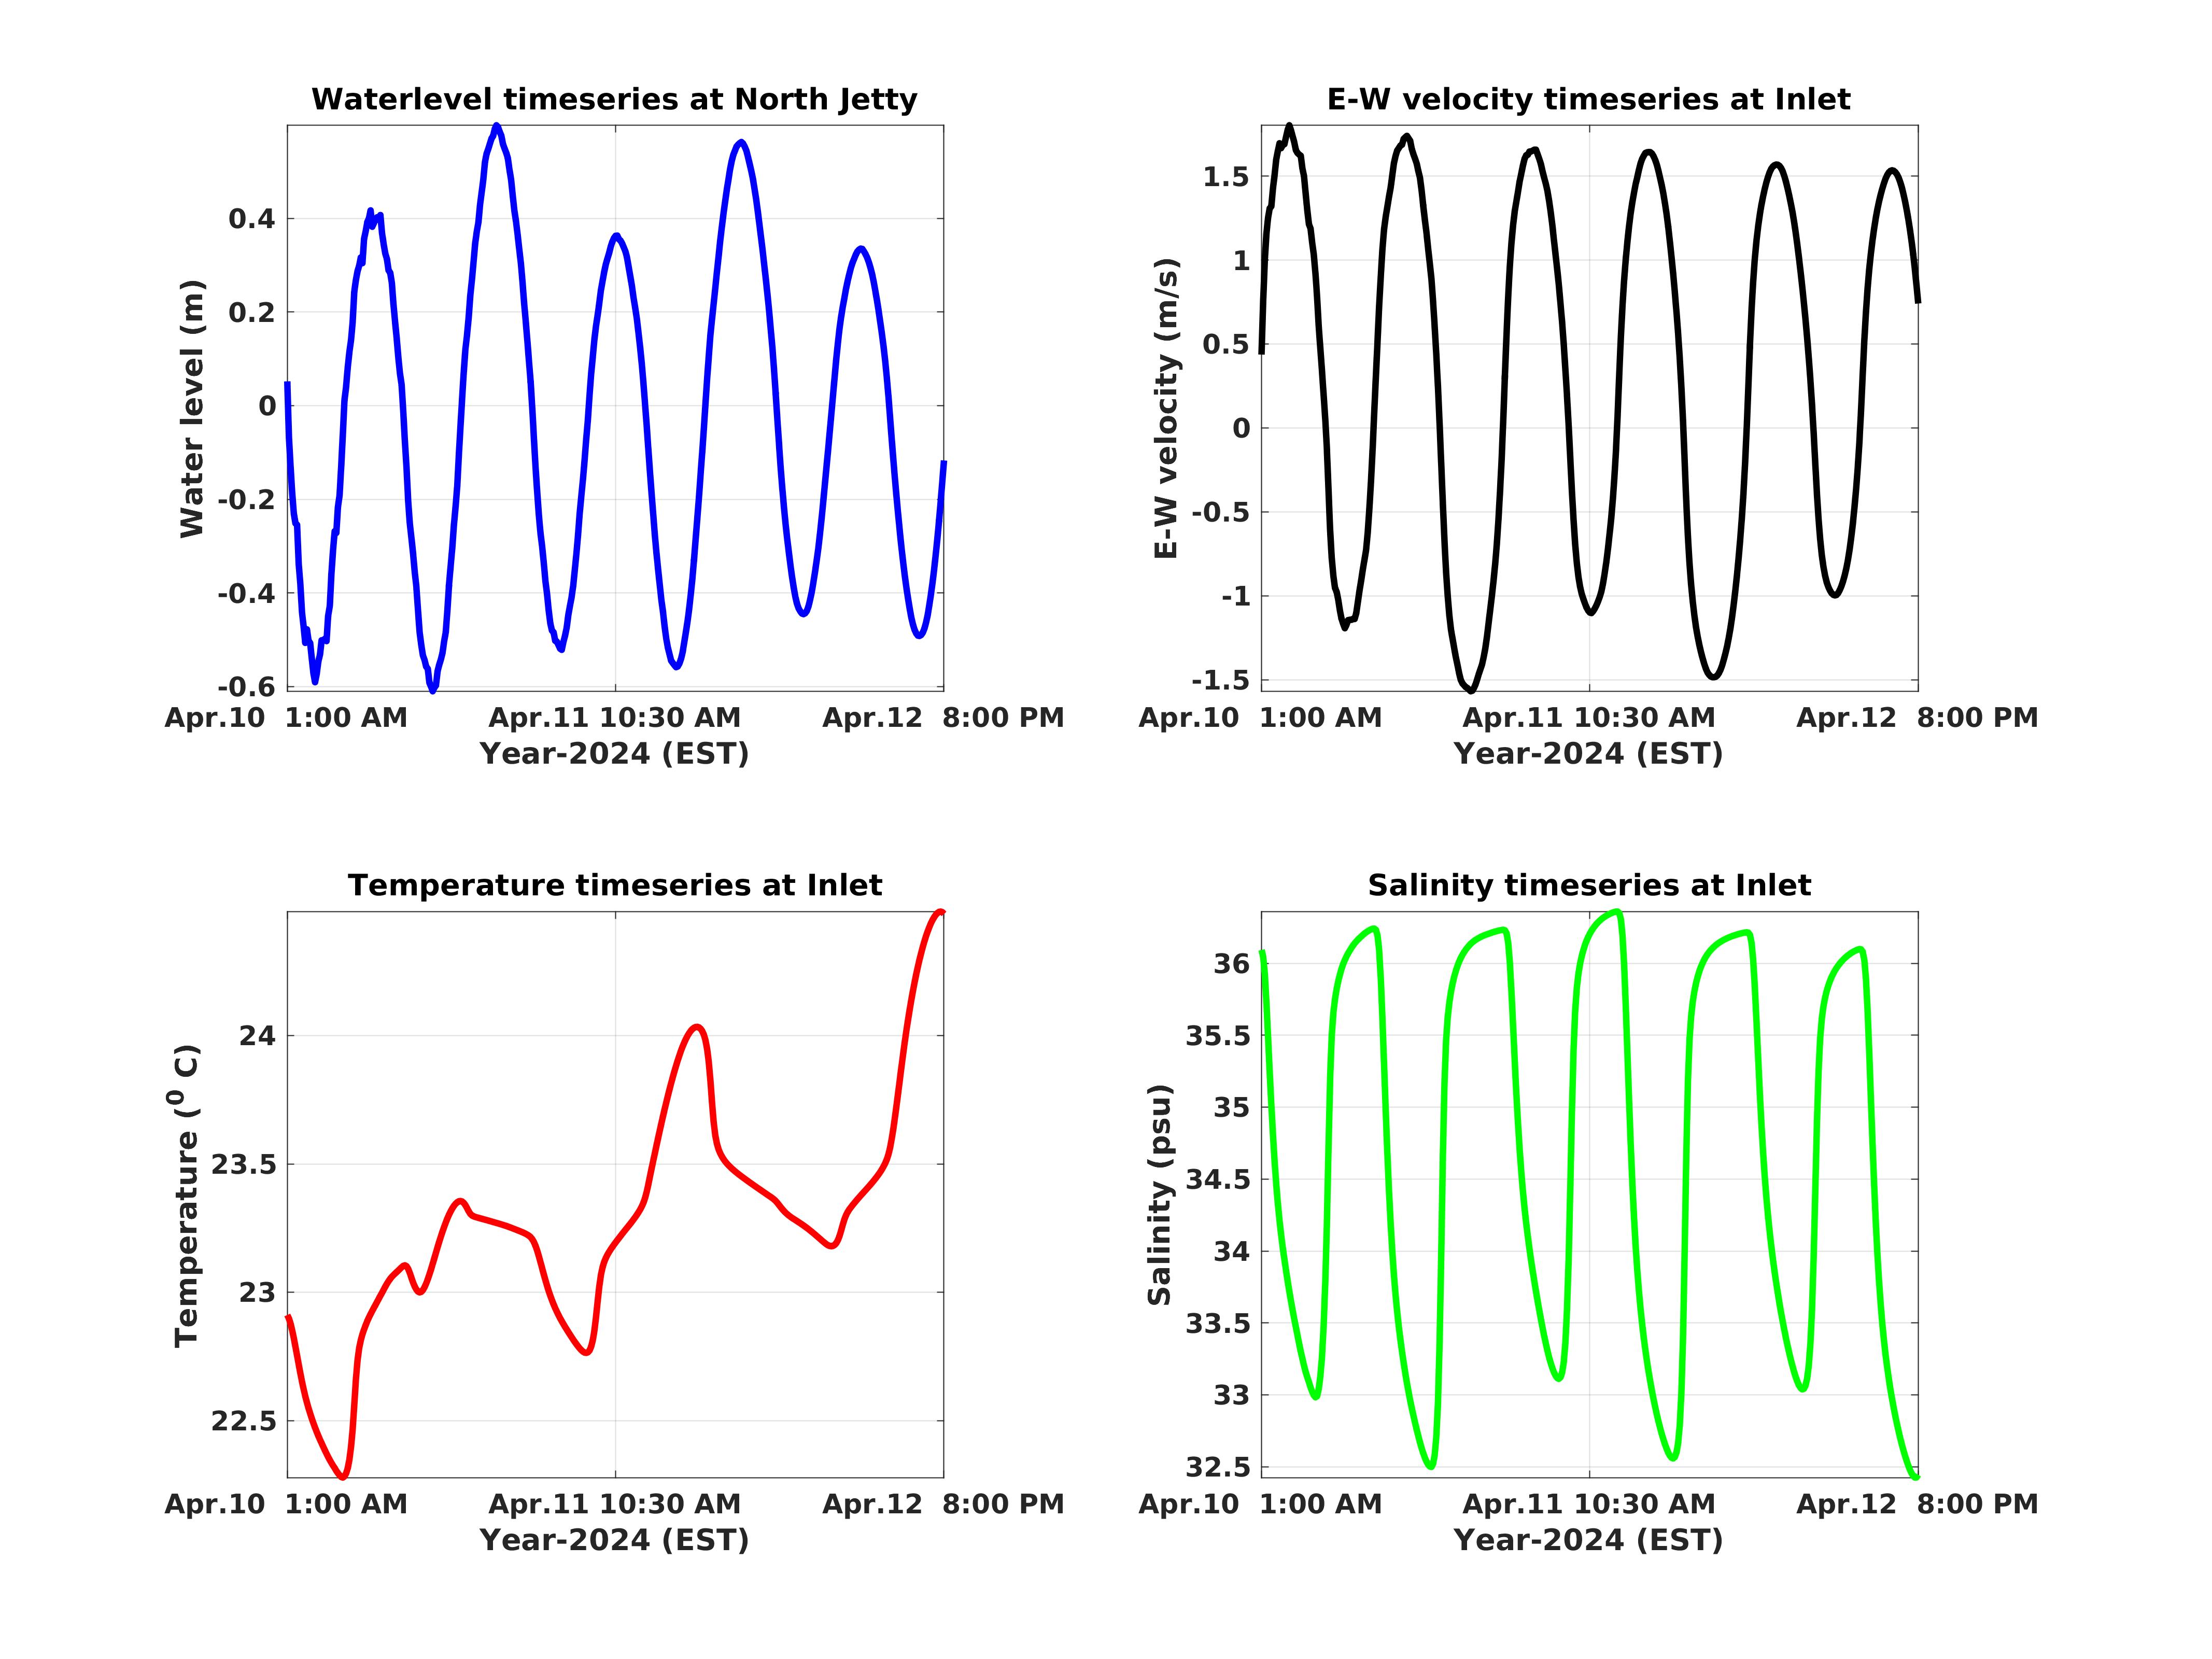 Waterlevel timeseries at North Jetty
Water level (m)
0.4
0.2
0
-0.2
-0.4
-0.6
Apr.10 1:00 AM Apr.11 10:30 AM Apr.12 8:00 PM
Year-2024 (EST)
E-W velocity timeseries at Inlet
E-W velocity (m/s)
1.5
1
0.5
0
-0.5
-1
-1.5
Apr.10 1:00 AM Apr.11 10:30 AM Apr.12 8:00 PM
Year-2024 (EST)
Temperature timeseries at Inlet
Temperature (⁰ C)
24
23.5
23
22.5
Apr.10 1:00 AM Apr.11 10:30 AM Apr.12 8:00 PM
Year-2024 (EST)
Salinity timeseries at Inlet
Salinity (psu)
36
35.5
35
34.5
34
33.5
33
32.5
Apr.10 1:00 AM Apr.11 10:30 AM Apr.12 8:00 PM
Year-2024 (EST)